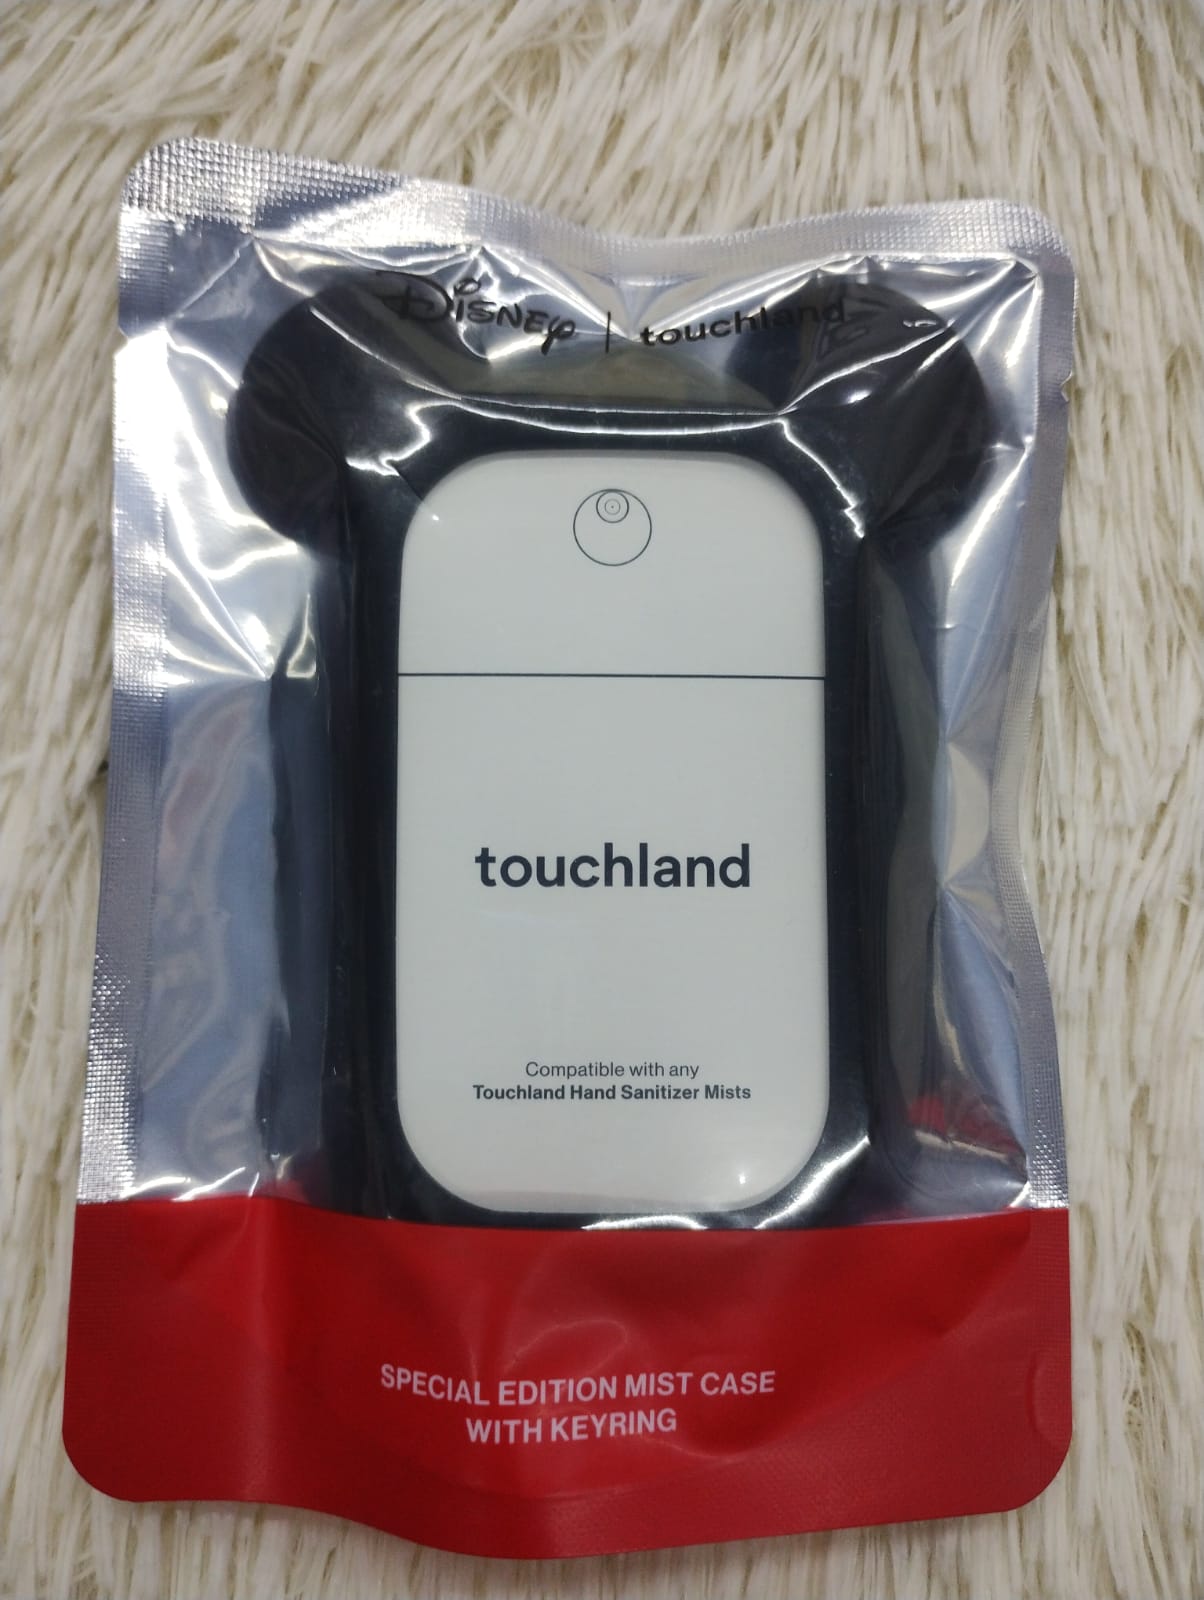 Disney | touchland
touchland
Compatible with any
Touchland Hand Sanitizer Mists
SPECIAL EDITION MIST CASE
WITH KEYRING